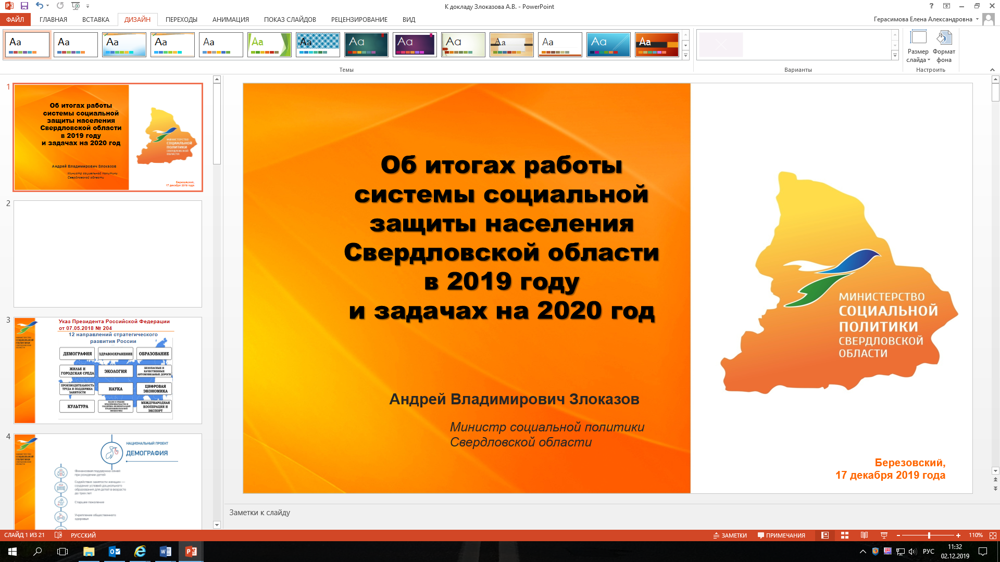 К докладу Злоказова А.В. - PowerPoint
?
ФАЙЛ
ГЛАВНАЯ
ВСТАВКА
ДИЗАЙН
ПЕРЕХОДЫ
АНИМАЦИЯ
ПОКАЗ СЛАЙДОВ
РЕЦЕНЗИРОВАНИЕ
ВИД
Герасимова Елена Александровна
Aa
Aa
Aa
Aa
Aa
Aa
Aa
Aa
Aa
Aa
Aa
Aa
Aa
Aa
Размер
слайда
Формат
фона
Темы
Варианты
Настроить
1
Об итогах работы
системы социальной
защиты населения
Свердловской области
в 2019 году
и задачах на 2020 год
Андрей Владимирович Злоказов
Министр социальной политики
Свердловской области
МИНИСТЕРСТВО
СОЦИАЛЬНОЙ
ПОЛИТИКИ
СВЕРДЛОВСКОЙ
ОБЛАСТИ
Березовский,
17 декабря 2019 года
2
3
Указ Президента Российской Федерации
от 07.05.2018 № 204
12 направлений стратегического
развития России
ДЕМОГРАФИЯ
ЗДРАВООХРАНЕНИЕ
ОБРАЗОВАНИЕ
ЖИЛЬЕ И
ГОРОДСКАЯ СРЕДА
ЭКОЛОГИЯ
БЕЗОПАСНЫЕ И
КАЧЕСТВЕННЫЕ
АВТОМОБИЛЬНЫЕ ДОРОГИ
ПРОИЗВОДИТЕЛЬНОСТЬ
ТРУДА И ПОДДЕРЖКА
ЗАНЯТОСТИ
НАУКА
ЦИФРОВАЯ
ЭКОНОМИКА
КУЛЬТУРА
МЕЖДУНАРОДНАЯ
КООПЕРАЦИЯ И
ЭКСПОРТ
4
НАЦИОНАЛЬНЫЙ ПРОЕКТ
ДЕМОГРАФИЯ
Финансовая поддержка семей
при рождении детей
Содействие занятости женщин —
создание условий дошкольного
образования для детей в возрасте
до трех лет
Старшее поколение
Укрепление общественного
здоровья
Об итогах работы
системы социальной
защиты населения
Свердловской области
в 2019 году
и задачах на 2020 год
Андрей Владимирович Злоказов
Министр социальной политики
Свердловской области
МИНИСТЕРСТВО
СОЦИАЛЬНОЙ
ПОЛИТИКИ
СВЕРДЛОВСКОЙ
ОБЛАСТИ
Березовский,
17 декабря 2019 года
Заметки к слайду
СЛАЙД 1 ИЗ 21
РУССКИЙ
ЗАМЕТКИ
ПРИМЕЧАНИЯ
110%
РУС
11:32
02.12.2019